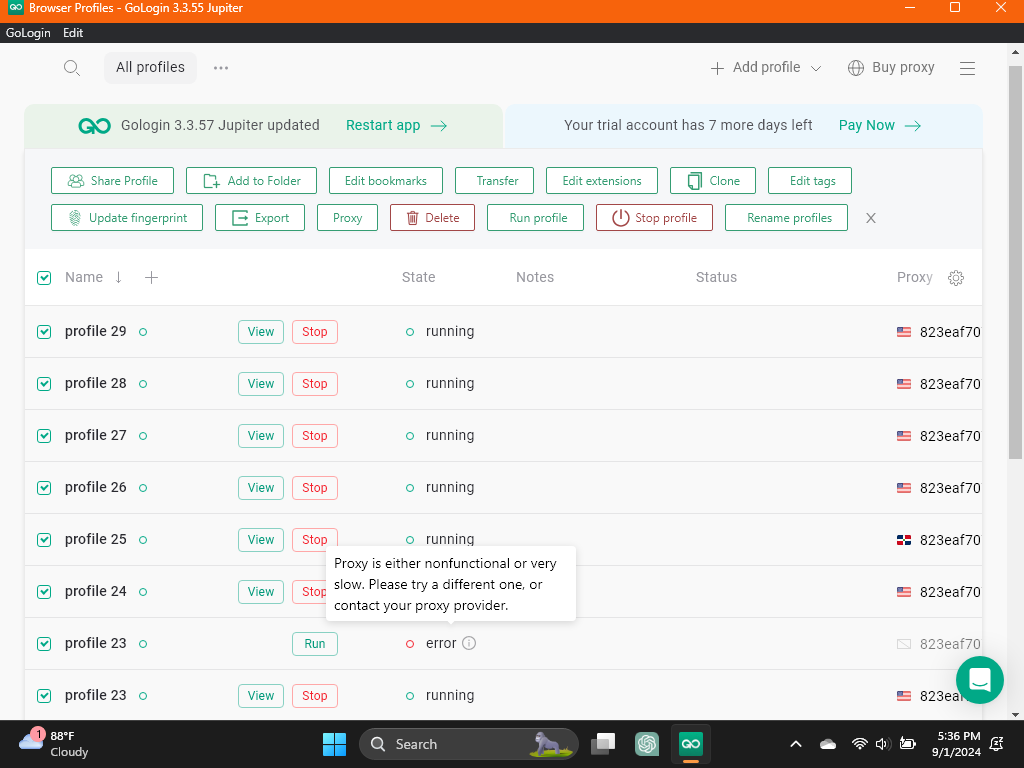 Browser Profiles - GoLogin 3.3.55 Jupiter
GoLogin Edit
All profiles
Add profile
Buy proxy
GO Gologin 3.3.57 Jupiter updated Restart app
Your trial account has 7 more days left Pay Now
Share Profile Add to Folder Edit bookmarks Transfer Edit extensions Clone Edit tags
Update fingerprint Export Proxy Delete Run profile Stop profile Rename profiles
Name State Notes Status Proxy
profile 29 View Stop running 823eaf70
profile 28 View Stop running 823eaf70
profile 27 View Stop running 823eaf70
profile 26 View Stop running 823eaf70
profile 25 View Stop running 823eaf70
Proxy is either nonfunctional or very
slow. Please try a different one, or
contact your proxy provider.
profile 24 View Stop 823eaf70
profile 23 Run error 823eaf70
profile 23 View Stop running 823ea
1
88°F
Cloudy
Search
GO
5:36 PM
9/1/2024